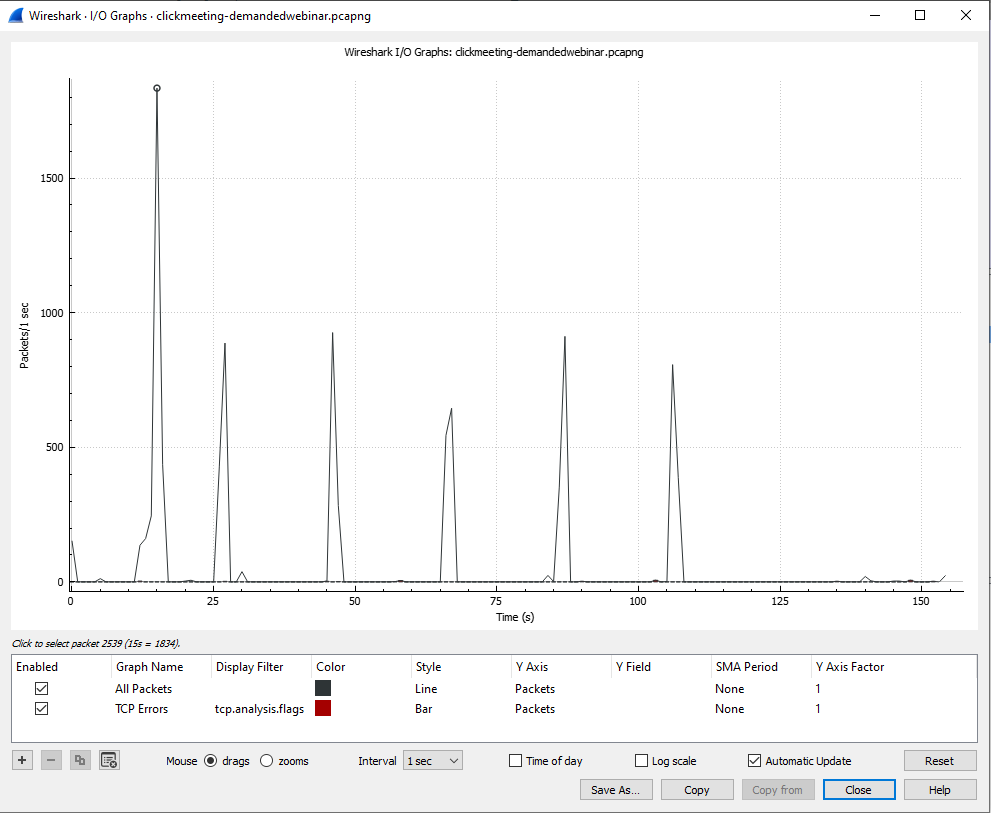 Wireshark · I/O Graphs · clickmeeting-demandedwebinar.pcapng
Wireshark I/O Graphs: clickmeeting-demandedwebinar.pcapng
Packets/1 sec
1500
1000
500
0
0 25 50 75 100 125 150
Time (s)
Click to select packet 2539 (15s = 1834).
Enabled Graph Name Display Filter Color Style Y Axis Y Field SMA Period Y Axis Factor
All Packets Line Packets None 1
TCP Errors tcp.analysis.flags Bar Packets None 1
Mouse drags zooms Interval 1 sec Time of day Log scale Automatic Update Reset
Save As... Copy Copy from Close Help